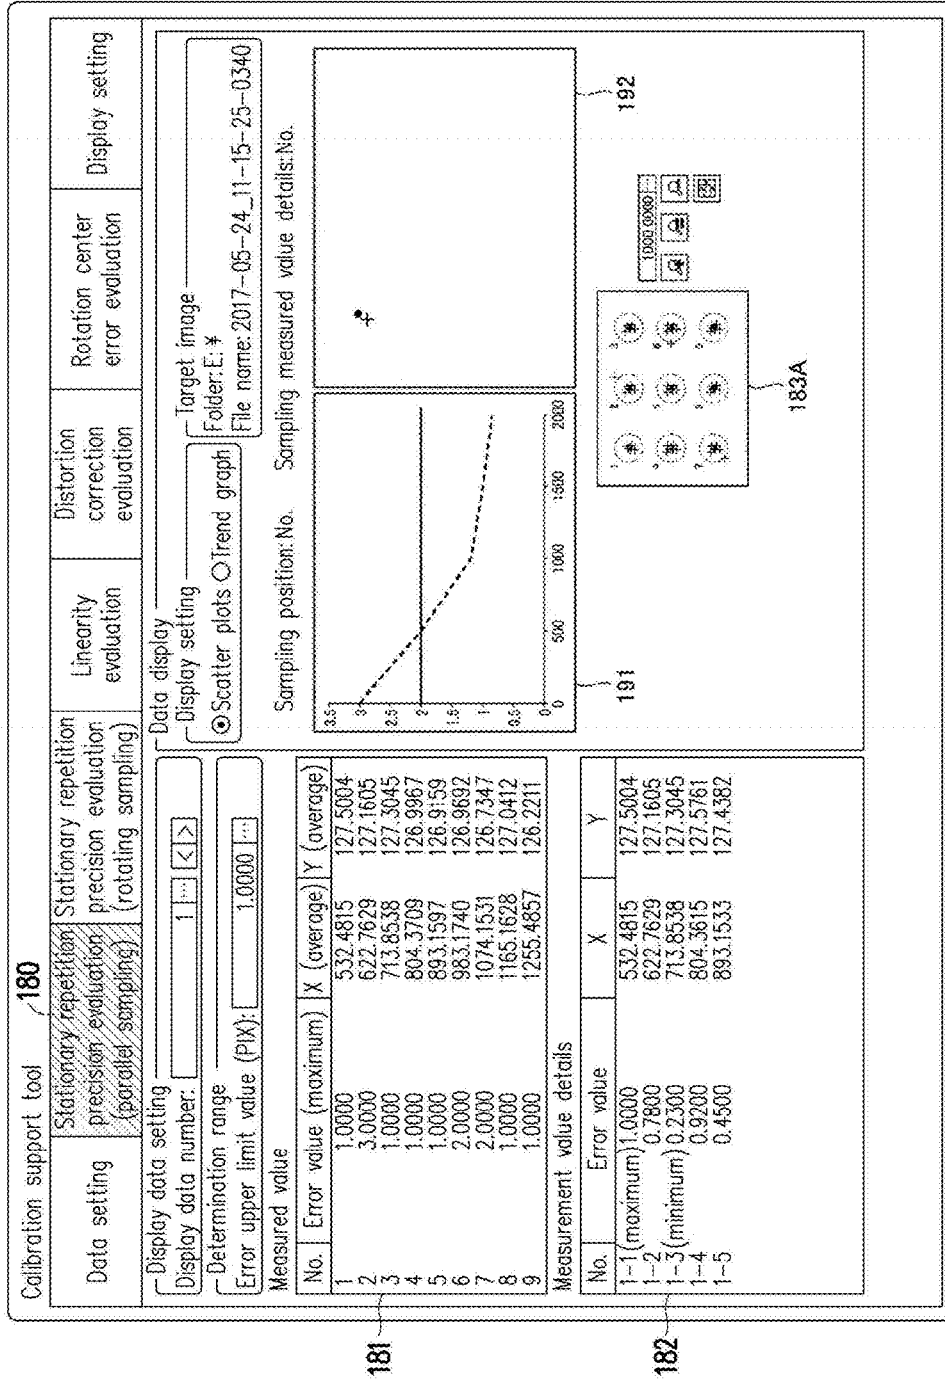 Calibration support tool
180
Data setting
Stationary repetition
precision evaluation
(parallel sampling)
Stationary repetition
precision evaluation
(rotating sampling)
Linearity
evaluation
Distortion
correction
evaluation
Rotation center
error evaluation
Display setting
Display data setting
Display data number: 1 ... < >
Determination range
Error upper limit value (PIX): 1.0000 ...
Measured value
No. Error value (maximum) X (average) Y (average)
1 1.0000 532.4815 127.5004
2 3.0000 622.7629 127.1605
3 1.0000 713.8538 127.3045
4 1.0000 804.3709 126.9967
5 1.0000 893.1597 126.9159
6 2.0000 983.1740 126.9692
7 2.0000 1074.1531 126.7347
8 1.0000 1165.1628 127.0412
9 1.0000 1255.4857 126.2211
181
Measurement value details
No. Error value X Y
1-1 (maximum) 1.0000 532.4815 127.5004
1-2 0.7800 622.7629 127.1605
1-3 (minimum) 0.2300 713.8538 127.3045
1-4 0.9200 804.3615 127.5761
1-5 0.4500 893.1533 127.4382
182
Data display
Display setting
Scatter plots Trend graph
Target image
Folder: E: ¥
File name: 2017-05-24_11-15-25-0340
Sampling position: No.
Sampling measured value details: No.
3.5
3
2.5
2
1.5
1
0.5
0
0 500 1000 1500 2000
191
192
183A
1000.0000